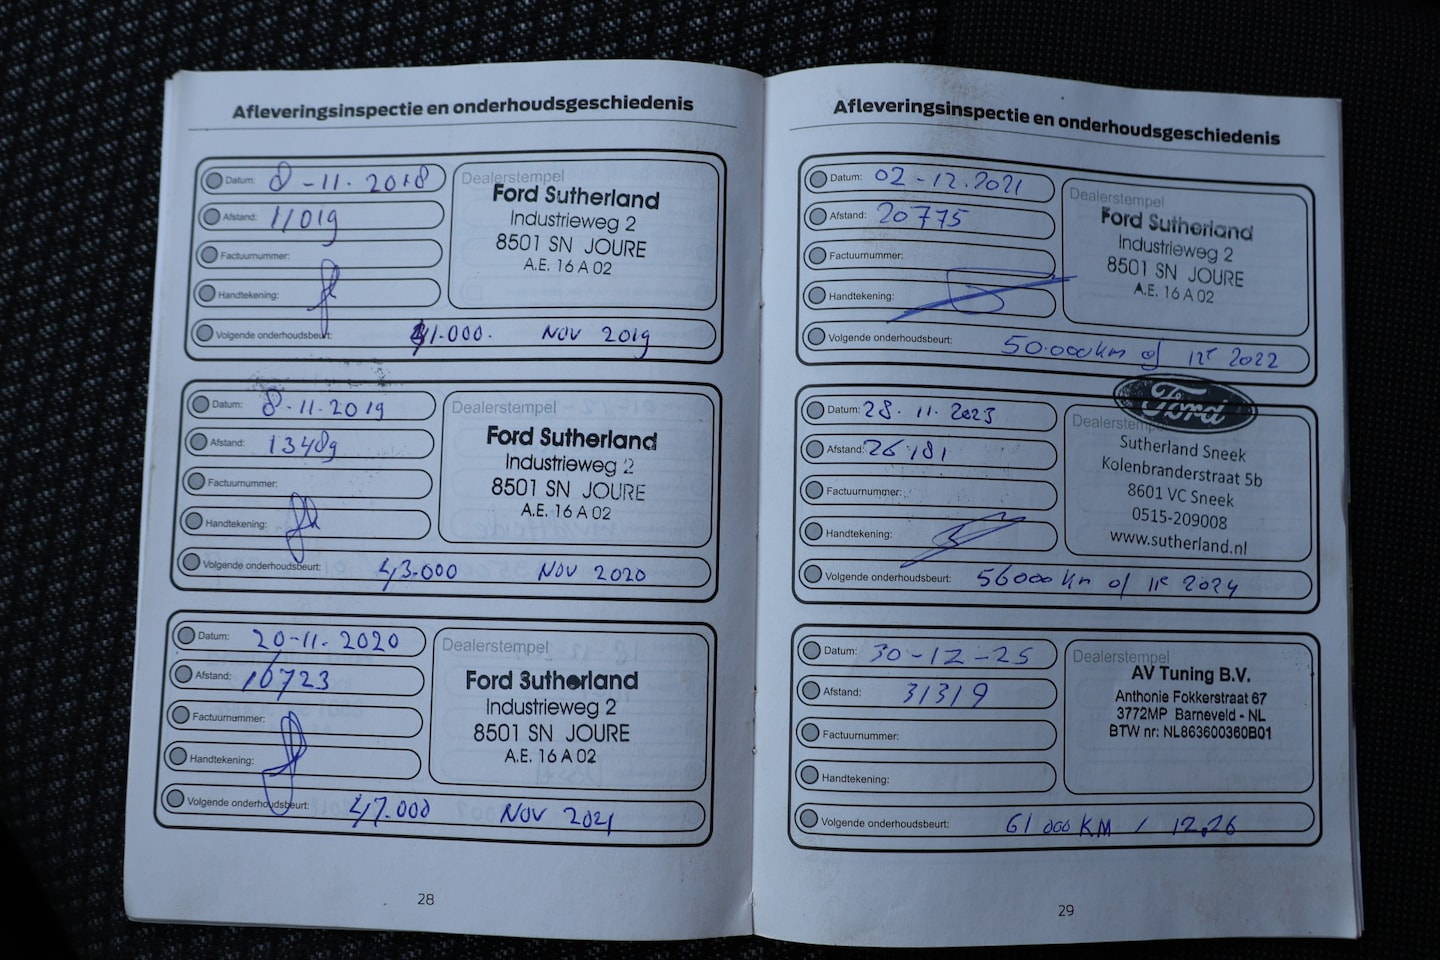 Afleveringsinspectie en onderhoudsgeschiedenis
Datum: 8-11-2018
Afstand: 11019
Factuurnummer:
Handtekening:
Dealerstempel
Ford Sutherland
Industrieweg 2
8501 SN JOURE
A.E. 16 A 02
Volgende onderhoudsbeurt: 41.000. NOV 2019
Datum: 8-11-2019
Afstand: 13489
Factuurnummer:
Handtekening:
Dealerstempel
Ford Sutherland
Industrieweg 2
8501 SN JOURE
A.E. 16 A 02
Volgende onderhoudsbeurt: 43.000 NOV 2020
Datum: 20-11-2020
Afstand: 16723
Factuurnummer:
Handtekening:
Dealerstempel
Ford Sutherland
Industrieweg 2
8501 SN JOURE
A.E. 16 A 02
Volgende onderhoudsbeurt: 47.000 NOV 2021
28
Afleveringsinspectie en onderhoudsgeschiedenis
Datum: 02-12-2021
Afstand: 20775
Factuurnummer:
Handtekening:
Dealerstempel
Ford Sutherland
Industrieweg 2
8501 SN JOURE
A.E. 16 A 02
Volgende onderhoudsbeurt: 50.000km of 2022
Datum: 28.11.2023
Afstand: 26181
Factuurnummer:
Handtekening:
Dealerstempel
Ford
Sutherland Sneek
Kolenbranderstraat 5b
8601 VC Sneek
0515-209008
www.sutherland.nl
Volgende onderhoudsbeurt: 56000 km of 2024
Datum: 30-12-25
Afstand: 31319
Factuurnummer:
Handtekening:
Dealerstempel
AV Tuning B.V.
Anthonie Fokkerstraat 67
3772MP Barneveld - NL
BTW nr: NL863600360B01
Volgende onderhoudsbeurt: 61 000 KM / 12.26
29